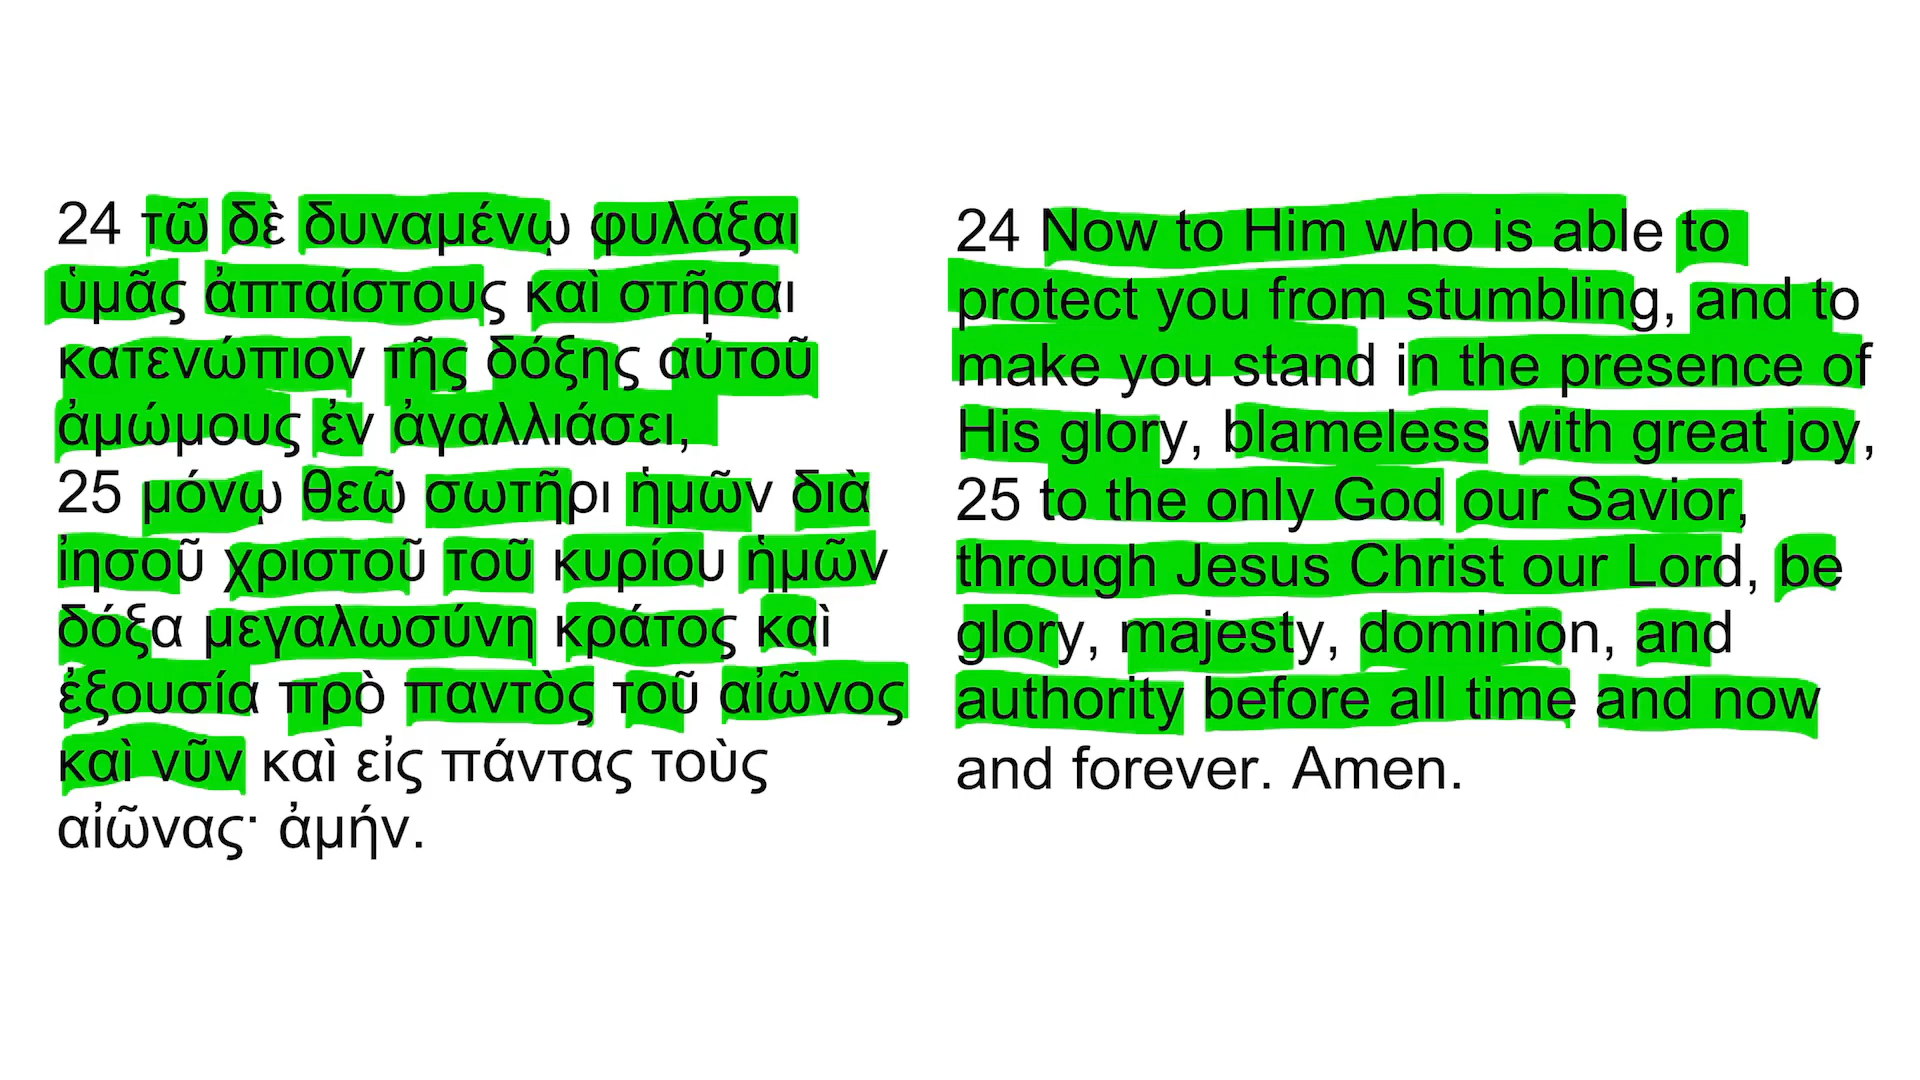 24 τῶ δὲ δυναμένῳ φυλάξαι
ὑμᾶς ἀπταίστους καὶ στῆσαι
κατενώπιον τῆς δόξης αὐτοῦ
ἀμώμους ἐν ἀγαλλιάσει,
25 μόνῳ θεῶ σωτῆρι ἡμῶν διὰ
ἰησοῦ χριστοῦ τοῦ κυρίου ἡμῶν
δόξα μεγαλωσύνη κράτος καὶ
ἐξουσία πρὸ παντὸς τοῦ αἰῶνος
καὶ νῦν καὶ εἰς πάντας τοὺς
αἰῶνας· ἀμήν.
24 Now to Him who is able to
protect you from stumbling, and to
make you stand in the presence of
His glory, blameless with great joy,
25 to the only God our Savior,
through Jesus Christ our Lord, be
glory, majesty, dominion, and
authority before all time and now
and forever. Amen.